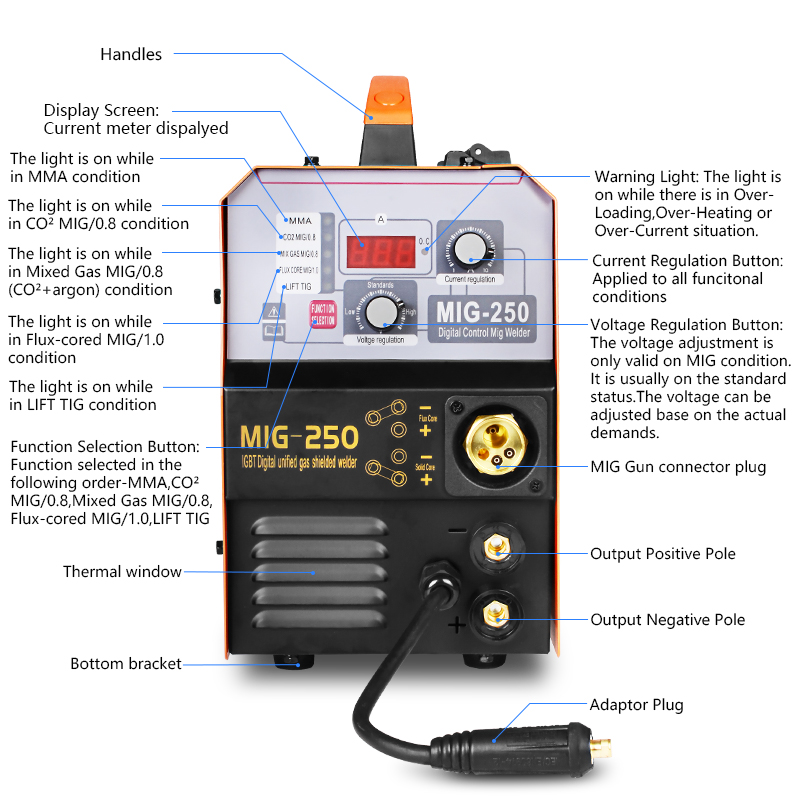 Handles
Display Screen:
Current meter dispalyed
The light is on while
in MMA condition
The light is on while
in CO² MIG/0.8 condition
The light is on while
in Mixed Gas MIG/0.8
(CO²+argon) condition
The light is on while
in Flux-cored MIG/1.0
condition
The light is on while
in LIFT TIG condition
Function Selection Button:
Function selected in the
following order-MMA,CO²
MIG/0.8,Mixed Gas MIG/0.8,
Flux-cored MIG/1.0,LIFT TIG
Thermal window
Bottom bracket
MMA
CO2 MIG/0.8
MIX GAS MIG/0.8
FLUX CORE MIG/1.0
LIFT TIG
A
O.C
1
10
Current regulation
FUNCTION
SELECTION
Standards
Low
High
Voltge regulation
MIG-250
Digital Control Mig Welder
MIG-250
IGBT Digital unified gas shielded welder
−
Flux Core
+
−
Solid Core
+
−
+
Warning Light: The light is
on while there is in Over-
Loading,Over-Heating or
Over-Current situation.
Current Regulation Button:
Applied to all funcitonal
conditions
Voltage Regulation Button:
The voltage adjustment is
only valid on MIG condition.
It is usually on the standard
status.The voltage can be
adjusted base on the actual
demands.
MIG Gun connector plug
Output Positive Pole
Output Negative Pole
Adaptor Plug